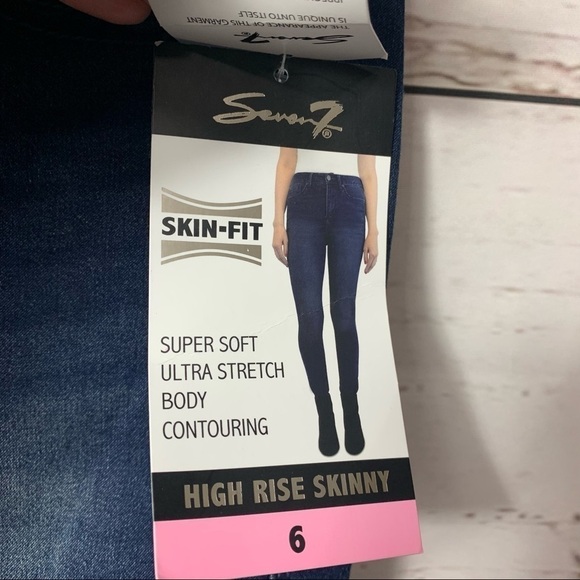 THE APPEARANCE OF THIS GARMENT
IS UNIQUE UNTO ITSELF
Seven7®
Seven7®
SKIN-FIT
SUPER SOFT
ULTRA STRETCH
BODY
CONTOURING
HIGH RISE SKINNY
6